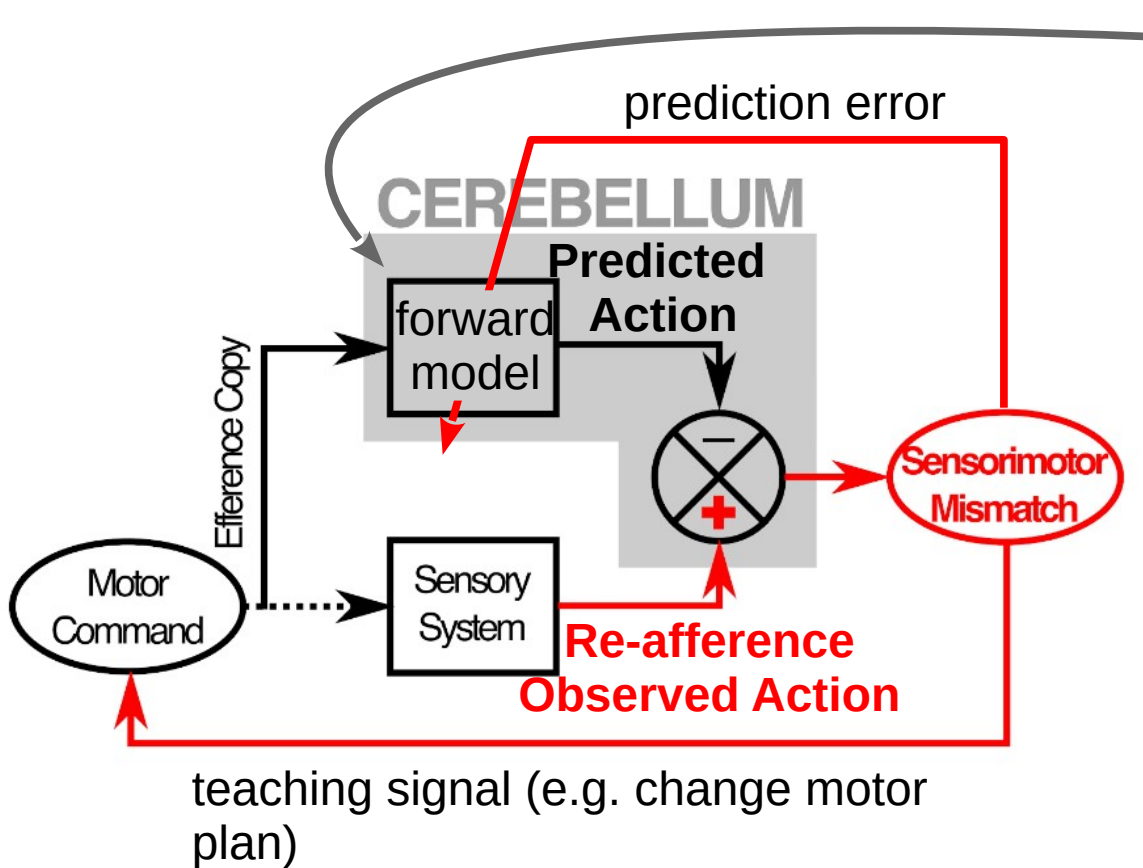 prediction error
CEREBELLUM
Predicted
Action
forward
model
Efference Copy
−
+
Sensorimotor
Mismatch
Motor
Command
Sensory
System
Re-afference
Observed Action
teaching signal (e.g. change motor
plan)